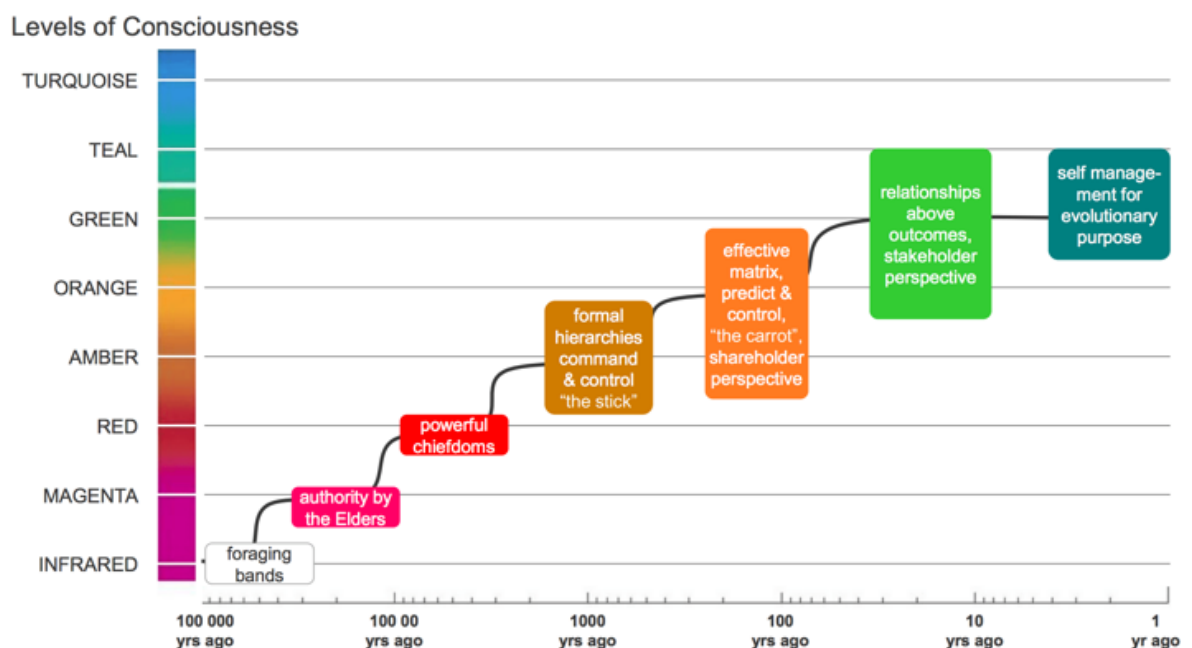 Levels of Consciousness
TURQUOISE
TEAL
GREEN
ORANGE
AMBER
RED
MAGENTA
INFRARED
foraging
bands
authority by
the Elders
powerful
chiefdoms
formal
hierarchies
command
& control
“the stick”
effective
matrix,
predict &
control,
“the carrot”,
shareholder
perspective
relationships
above
outcomes,
stakeholder
perspective
self manage-
ment for
evolutionary
purpose
100 000
yrs ago
100 00
yrs ago
1000
yrs ago
100
yrs ago
10
yrs ago
1
yr ago